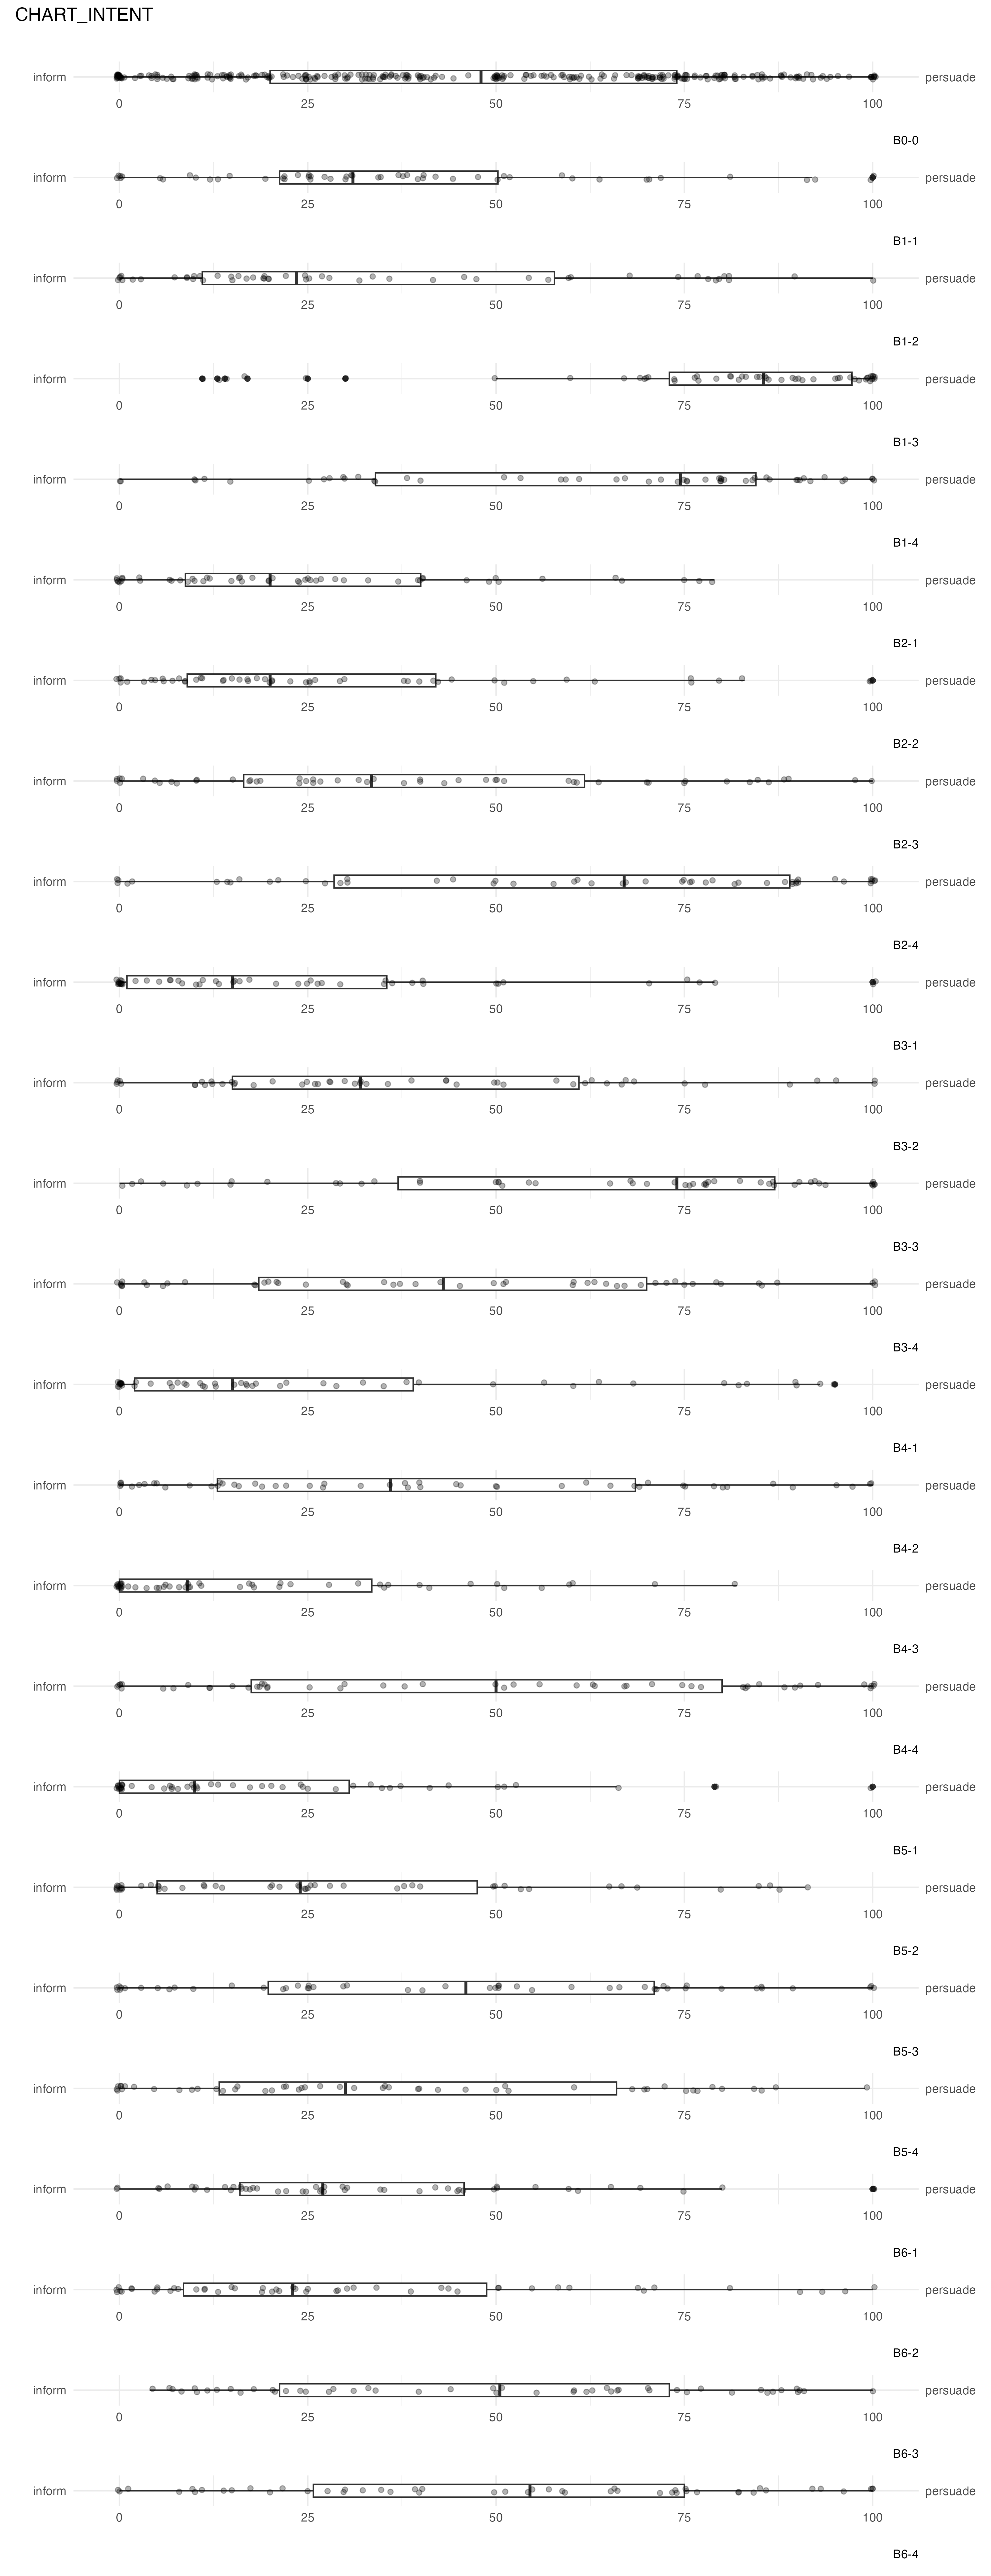 CHART_INTENT
inform persuade
0 25 50 75 100
B0-0
inform persuade
0 25 50 75 100
B1-1
inform persuade
0 25 50 75 100
B1-2
inform persuade
0 25 50 75 100
B1-3
inform persuade
0 25 50 75 100
B1-4
inform persuade
0 25 50 75 100
B2-1
inform persuade
0 25 50 75 100
B2-2
inform persuade
0 25 50 75 100
B2-3
inform persuade
0 25 50 75 100
B2-4
inform persuade
0 25 50 75 100
B3-1
inform persuade
0 25 50 75 100
B3-2
inform persuade
0 25 50 75 100
B3-3
inform persuade
0 25 50 75 100
B3-4
inform persuade
0 25 50 75 100
B4-1
inform persuade
0 25 50 75 100
B4-2
inform persuade
0 25 50 75 100
B4-3
inform persuade
0 25 50 75 100
B4-4
inform persuade
0 25 50 75 100
B5-1
inform persuade
0 25 50 75 100
B5-2
inform persuade
0 25 50 75 100
B5-3
inform persuade
0 25 50 75 100
B5-4
inform persuade
0 25 50 75 100
B6-1
inform persuade
0 25 50 75 100
B6-2
inform persuade
0 25 50 75 100
B6-3
inform persuade
0 25 50 75 100
B6-4